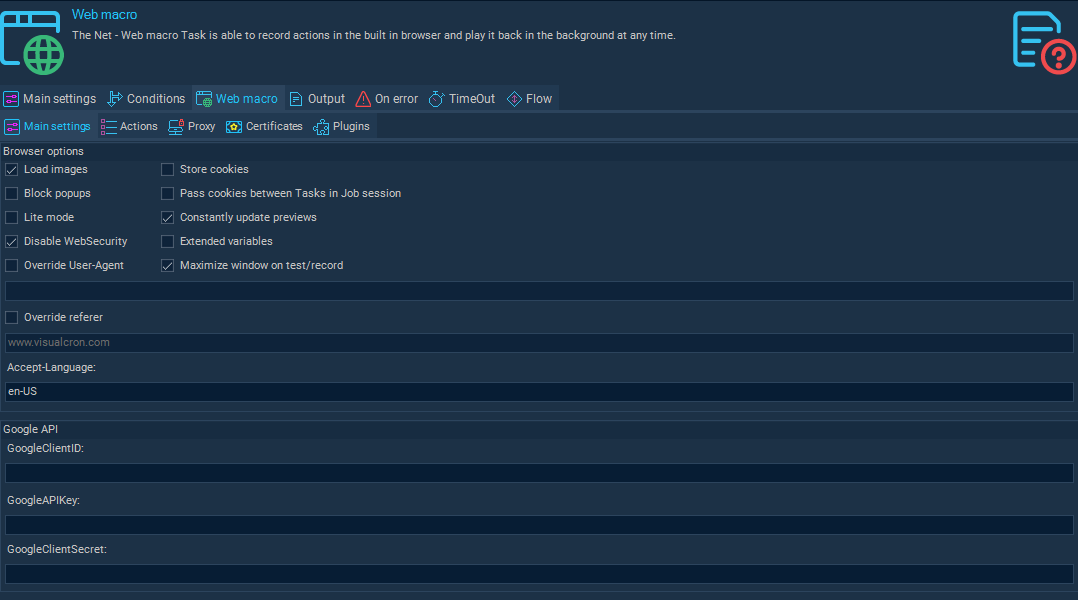 Web macro
The Net - Web macro Task is able to record actions in the built in browser and play it back in the background at any time.
Main settings Conditions Web macro Output On error TimeOut Flow
Main settings Actions Proxy Certificates Plugins
Browser options
Load images Store cookies
Block popups Pass cookies between Tasks in Job session
Lite mode Constantly update previews
Disable WebSecurity Extended variables
Override User-Agent Maximize window on test/record
Override referer
www.visualcron.com
Accept-Language:
en-US
Google API
GoogleClientID:
GoogleAPIKey:
GoogleClientSecret: